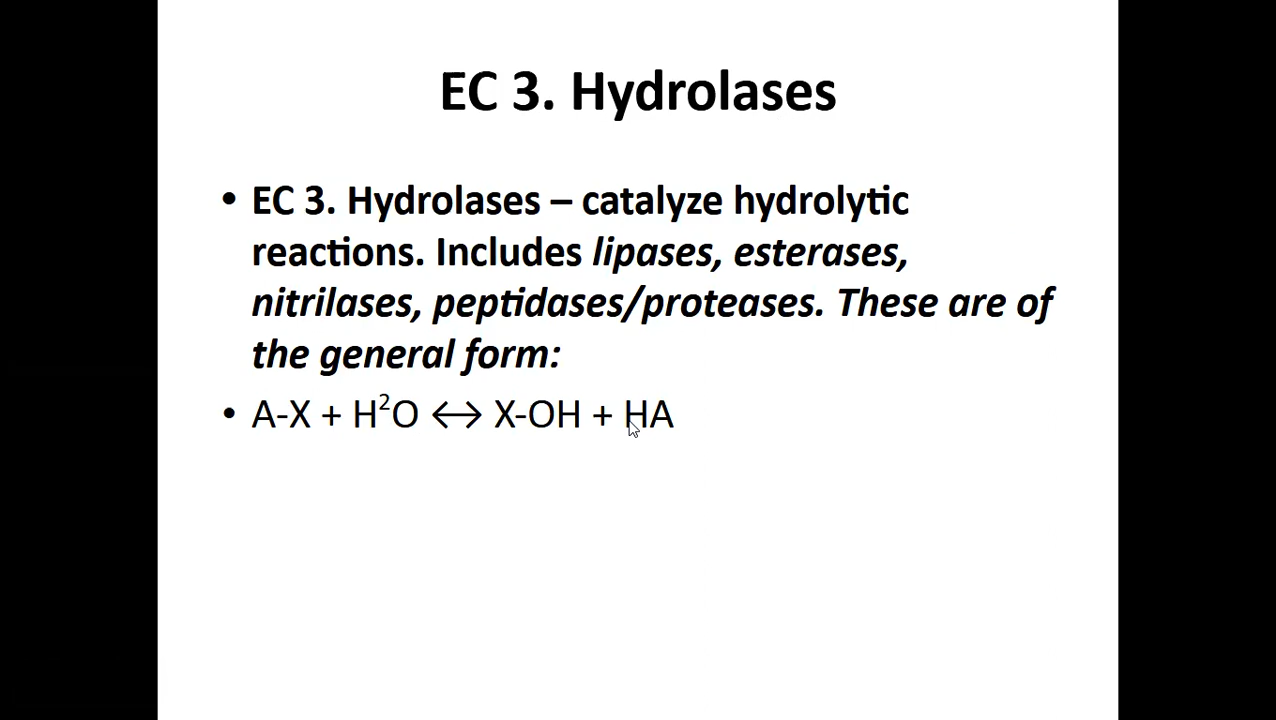 EC 3. Hydrolases
• EC 3. Hydrolases – catalyze hydrolytic
reactions. Includes lipases, esterases,
nitrilases, peptidases/proteases. These are of
the general form:
• A-X + H²O ↔ X-OH + HA